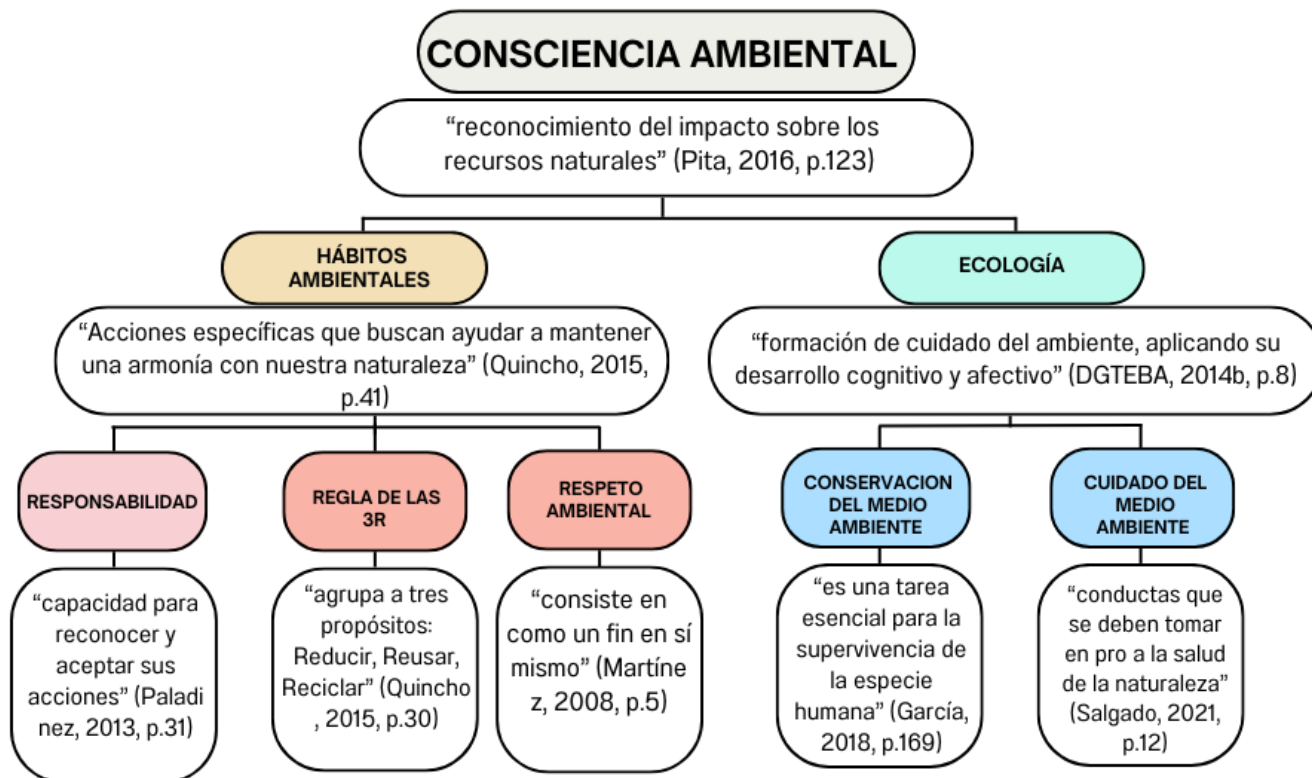 CONSCIENCIA AMBIENTAL
“reconocimiento del impacto sobre los
recursos naturales” (Pita, 2016, p.123)
HÁBITOS
AMBIENTALES
“Acciones específicas que buscan ayudar a mantener
una armonía con nuestra naturaleza” (Quincho, 2015,
p.41)
ECOLOGÍA
“formación de cuidado del ambiente, aplicando su
desarrollo cognitivo y afectivo” (DGTEBA, 2014b, p.8)
RESPONSABILIDAD
“capacidad para
reconocer y
aceptar sus
acciones” (Paladi
nez, 2013, p.31)
REGLA DE LAS
3R
“agrupa a tres
propósitos:
Reducir, Reusar,
Reciclar” (Quincho
, 2015, p.30)
RESPETO
AMBIENTAL
“consiste en
como un fin en sí
mismo” (Martíne
z, 2008, p.5)
CONSERVACION
DEL MEDIO
AMBIENTE
“es una tarea
esencial para la
supervivencia de
la especie
humana” (García,
2018, p.169)
CUIDADO DEL
MEDIO
AMBIENTE
“conductas que
se deben tomar
en pro a la salud
de la naturaleza”
(Salgado, 2021,
p.12)